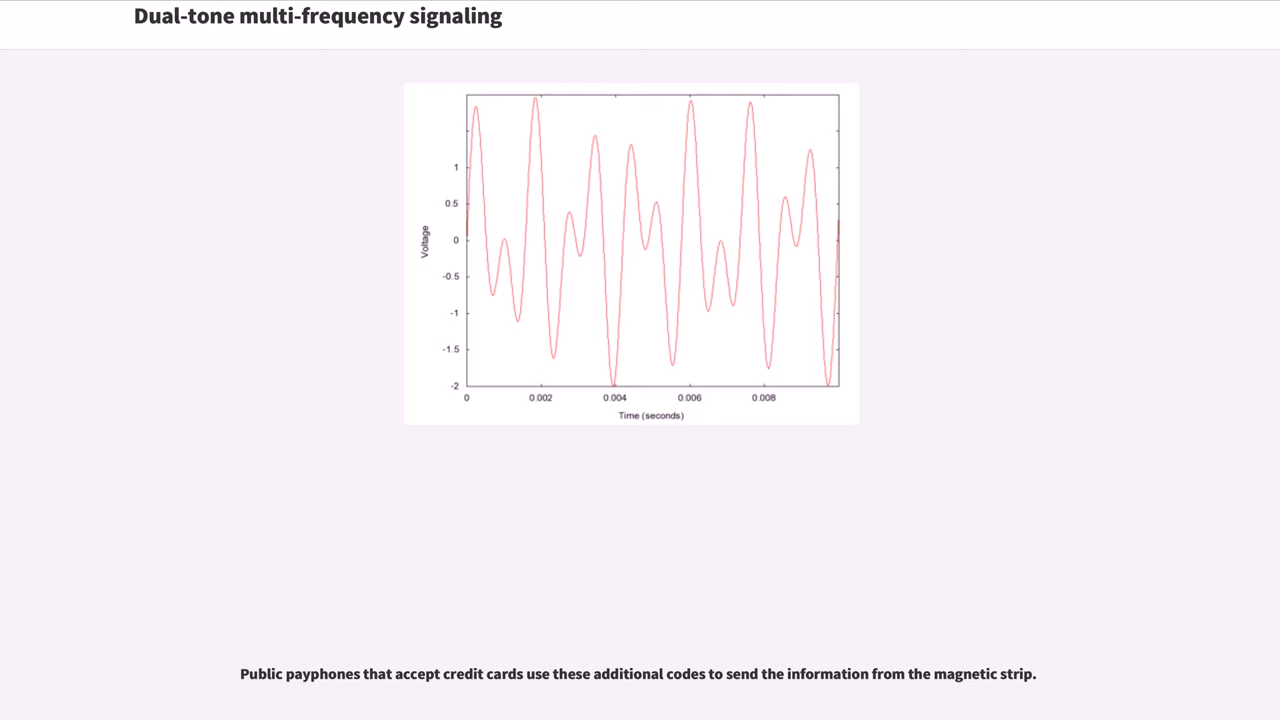 Dual-tone multi-frequency signaling
1
0.5
0
-0.5
-1
-1.5
-2
Voltage
0 0.002 0.004 0.006 0.008
Time (seconds)
Public payphones that accept credit cards use these additional codes to send the information from the magnetic strip.